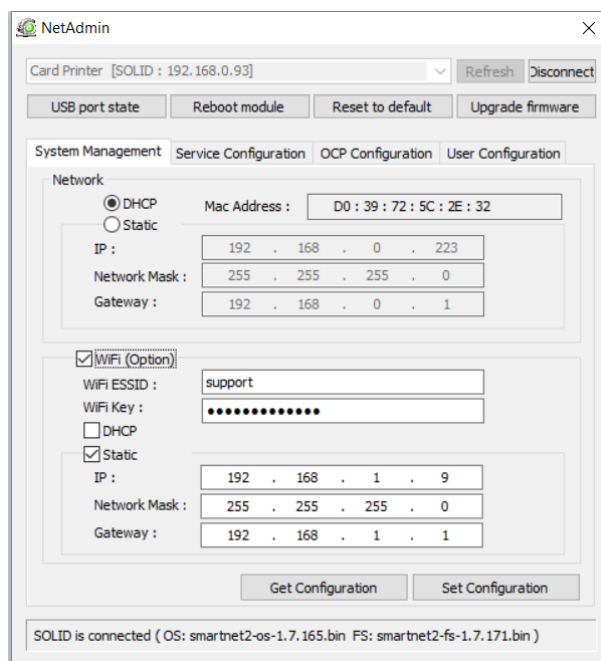 NetAdmin
Card Printer [SOLID : 192.168.0.93] Refresh Disconnect
USB port state Reboot module Reset to default Upgrade firmware
System Management Service Configuration OCP Configuration User Configuration
Network
DHCP Mac Address : D0 : 39 : 72 : 5C : 2E : 32
Static
IP : 192 . 168 . 0 . 223
Network Mask : 255 . 255 . 255 . 0
Gateway : 192 . 168 . 0 . 1
WiFi (Option)
WiFi ESSID : support
WiFi Key : •••••••••••••
DHCP
Static
IP : 192 . 168 . 1 . 9
Network Mask : 255 . 255 . 255 . 0
Gateway : 192 . 168 . 1 . 1
Get Configuration Set Configuration
SOLID is connected ( OS: smartnet2-os-1.7.165.bin FS: smartnet2-fs-1.7.171.bin )